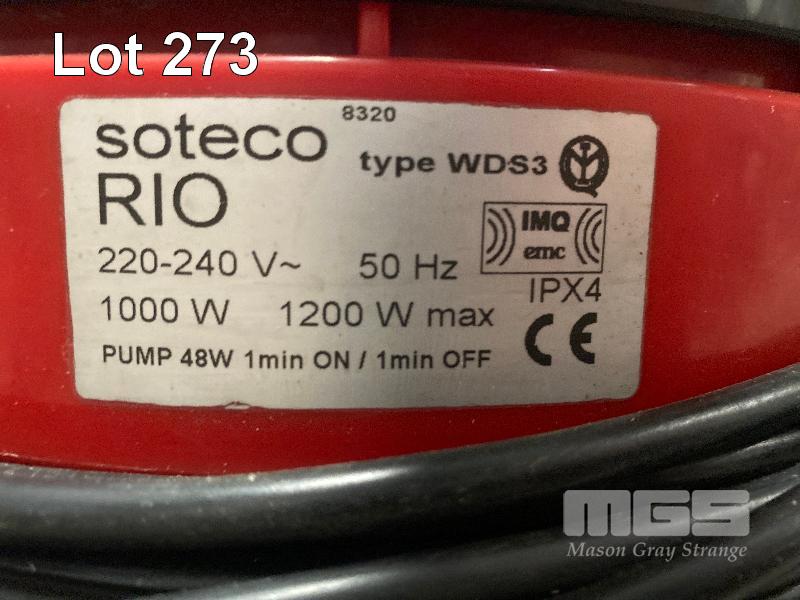 Lot 273
8320
soteco type WDS3
RIO
IMQ
emc
220-240 V~ 50 Hz
IPX4
1000 W 1200 W max
CE
PUMP 48W 1min ON / 1min OFF
MGS
Mason Gray Strange